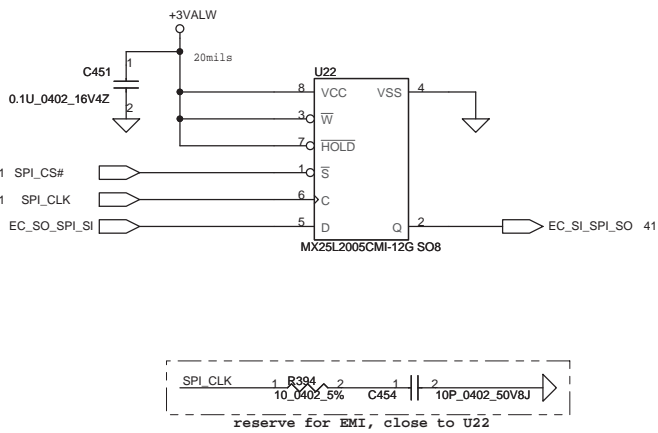 +3VALW
20mils
C451
1
0.1U_0402_16V4Z
2
U22
8 VCC VSS 4
3 W
7 HOLD
1 SPI_CS# 1 S
1 SPI_CLK 6 C
EC_SO_SPI_SI 5 D Q 2 EC_SI_SPI_SO 41
MX25L2005CMI-12G SO8
SPI_CLK 1 R394 2 1 2
10_0402_5% C454 10P_0402_50V8J
reserve for EMI, close to U22